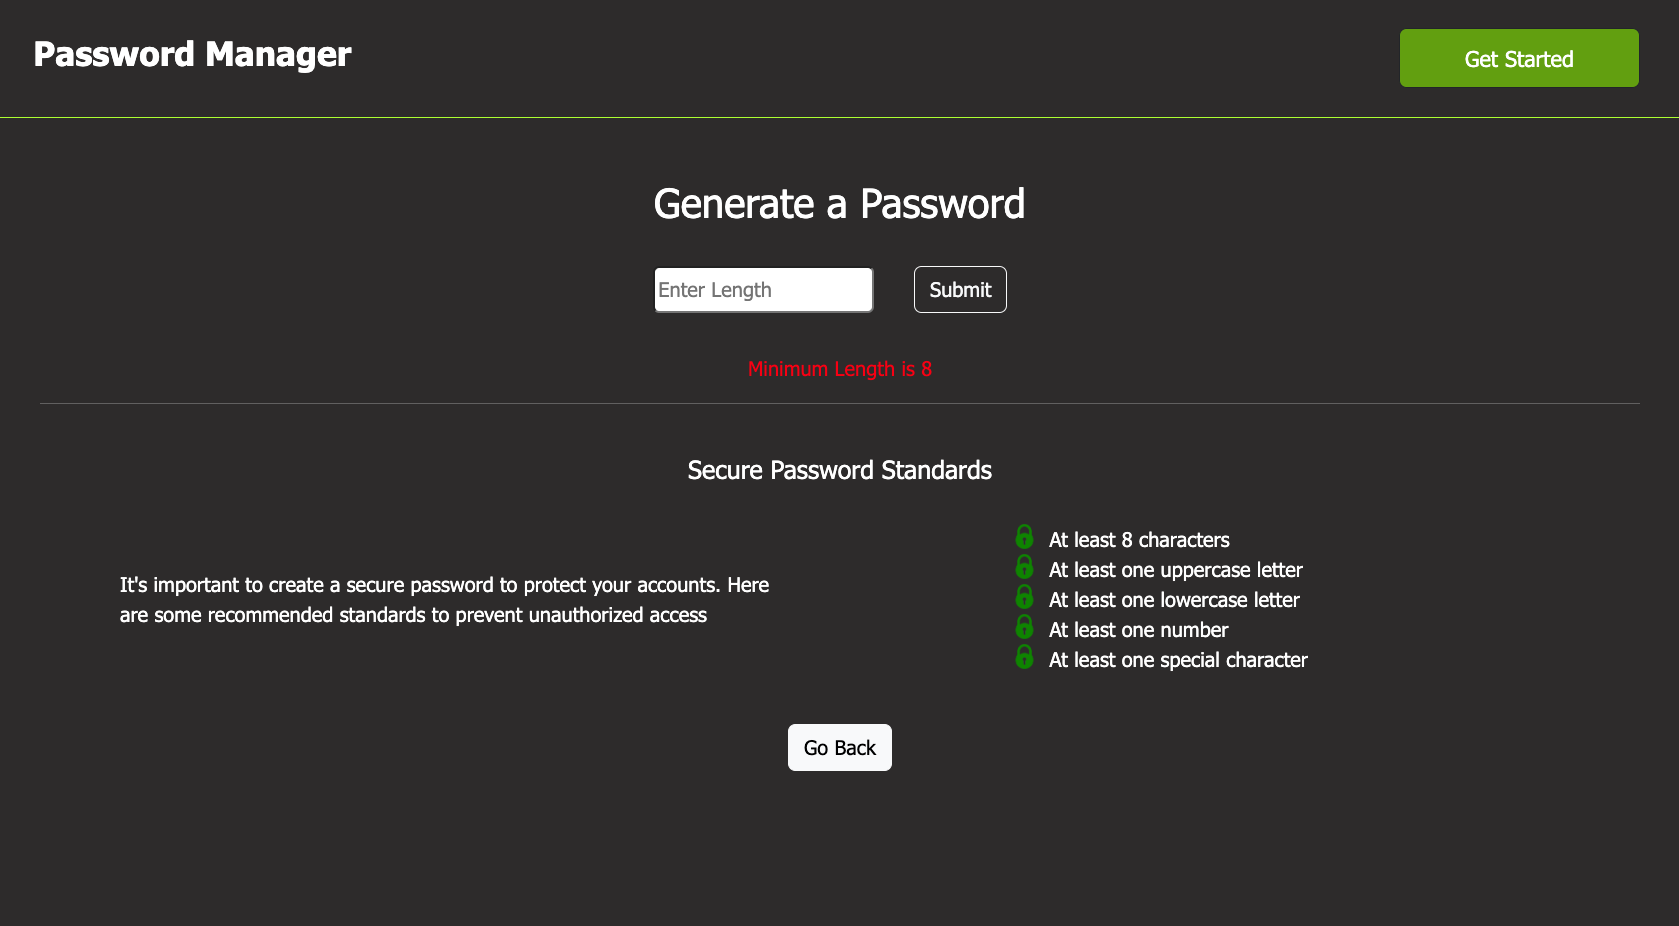 Password Manager
Get Started
Generate a Password
Enter Length
Submit
Minimum Length is 8
Secure Password Standards
It's important to create a secure password to protect your accounts. Here
are some recommended standards to prevent unauthorized access
At least 8 characters
At least one uppercase letter
At least one lowercase letter
At least one number
At least one special character
Go Back